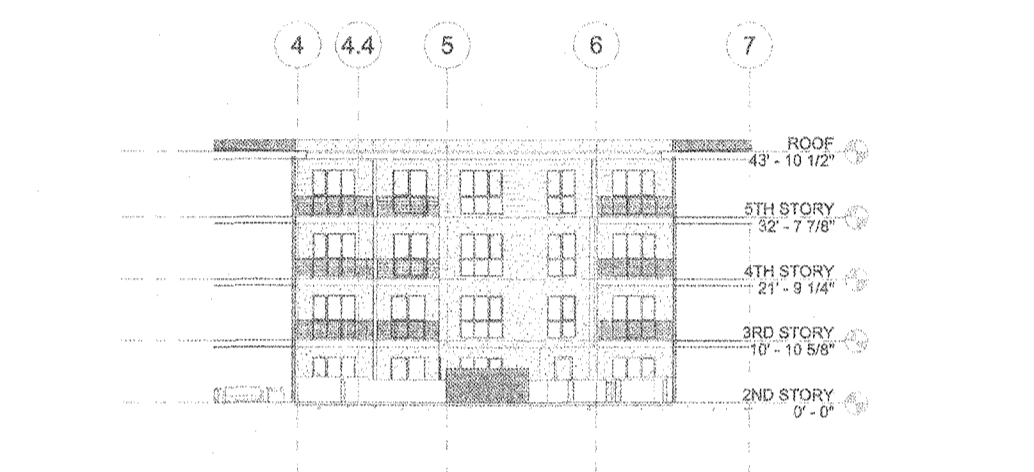 4 4.4 5 6 7
ROOF
43' - 10 1/2"
5TH STORY
32' - 7 7/8"
4TH STORY
21' - 9 1/4"
3RD STORY
10' - 10 5/8"
2ND STORY
0' - 0"